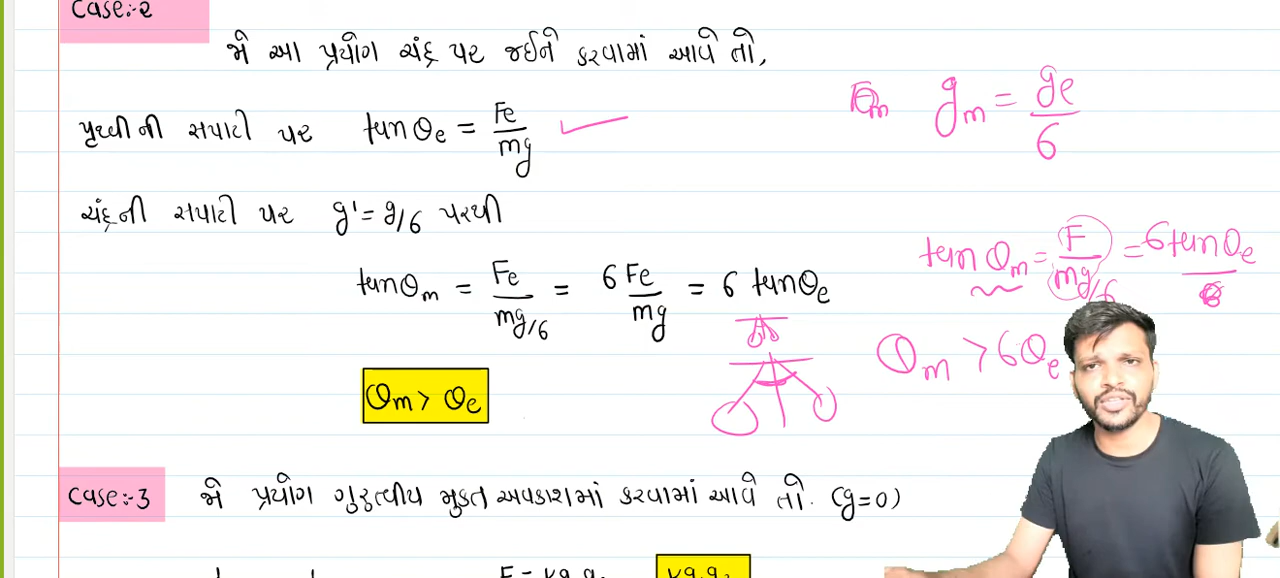 Case:-2
જો આ પ્રયોગ ચંદ્ર પર જઈને કરવામાં આવે તો,
પૃથ્વીની સપાટી પર tanθe = Fe/mg
gm = ge/6
ચંદ્રની સપાટી પર g' = g/6 પરથી
tanθm = F/mg/6 = 6tanθe
tanθm = Fe/mg/6 = 6Fe/mg = 6 tanθe
θm > 6θe
θm > θe
Case:-3 જો પ્રયોગ ગુરુત્વીય મુક્ત અવકાશમાં કરવામાં આવે તો. (g=0)